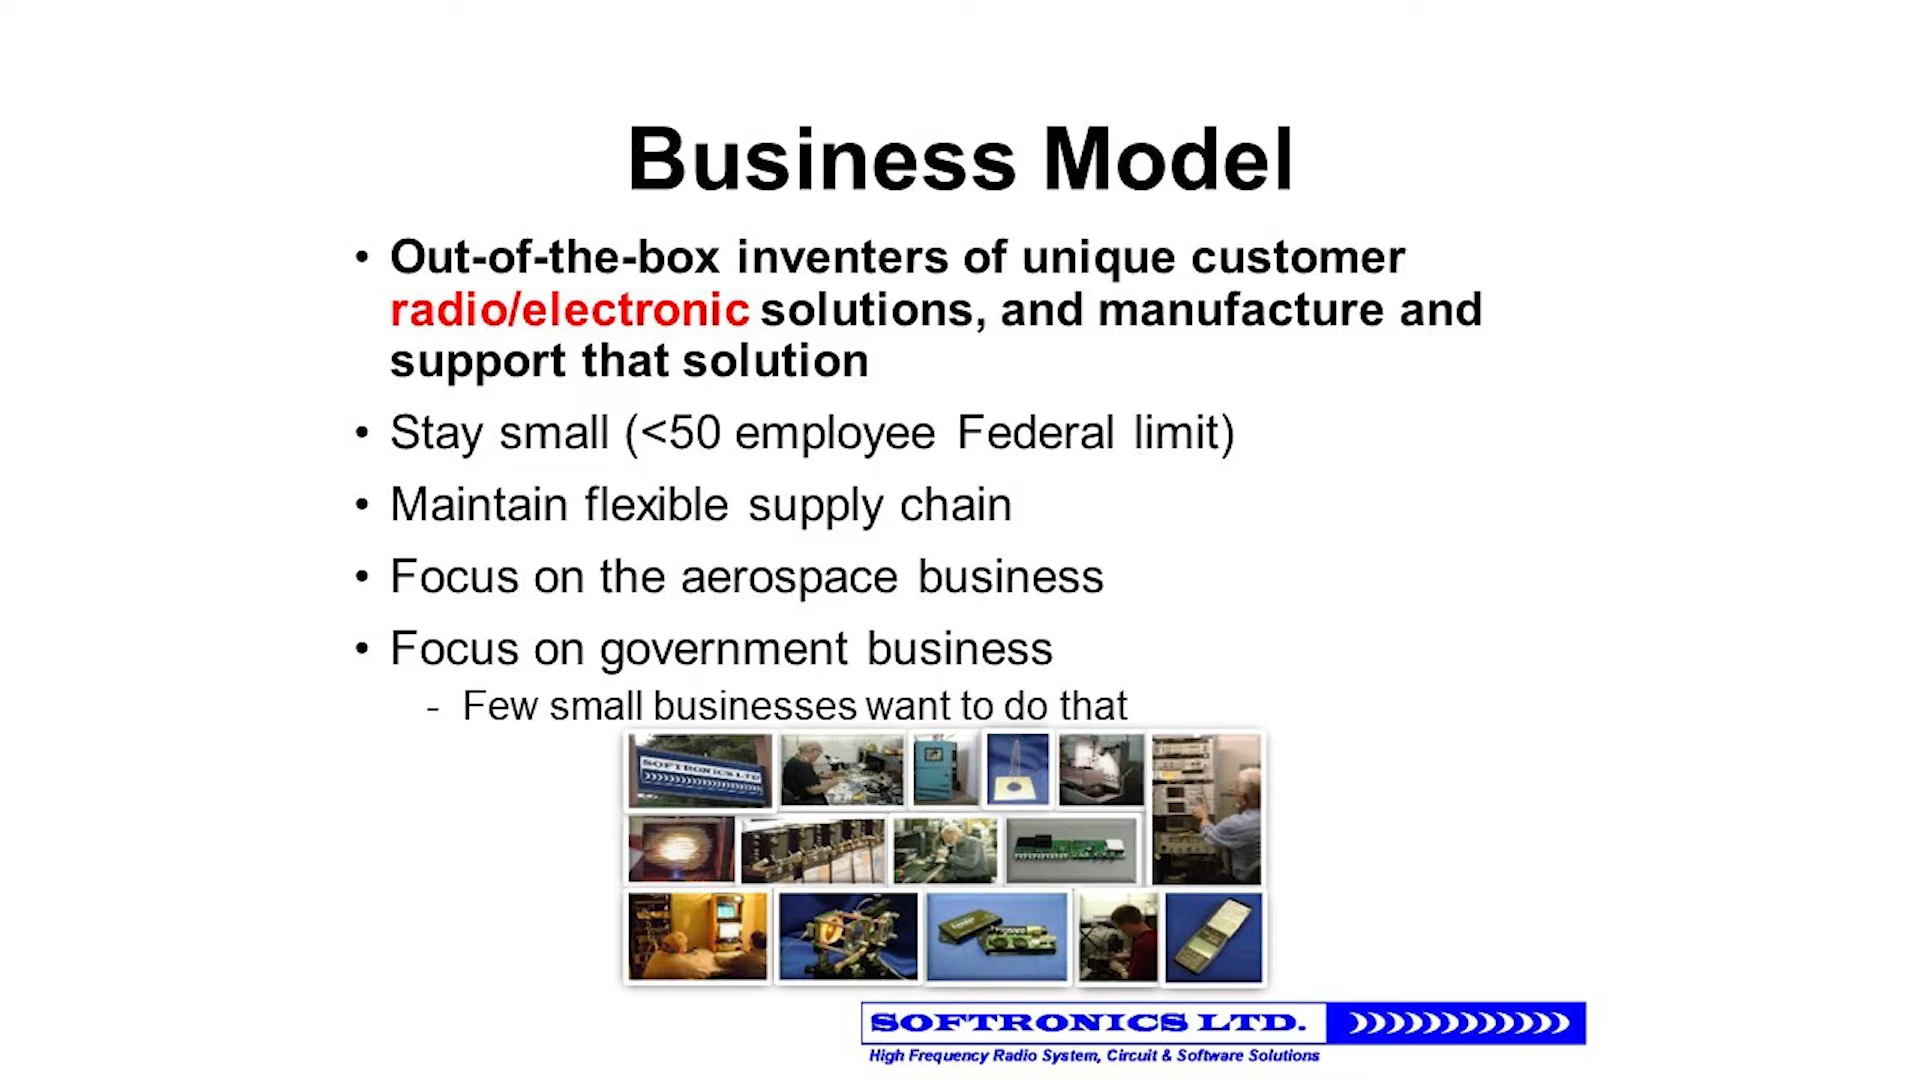 Business Model
• Out-of-the-box inventers of unique customer
radio/electronic solutions, and manufacture and
support that solution
• Stay small (<50 employee Federal limit)
• Maintain flexible supply chain
• Focus on the aerospace business
• Focus on government business
- Few small businesses want to do that
SOFTRONICS LTD
SOFTRONICS LTD.
High Frequency Radio System, Circuit & Software Solutions